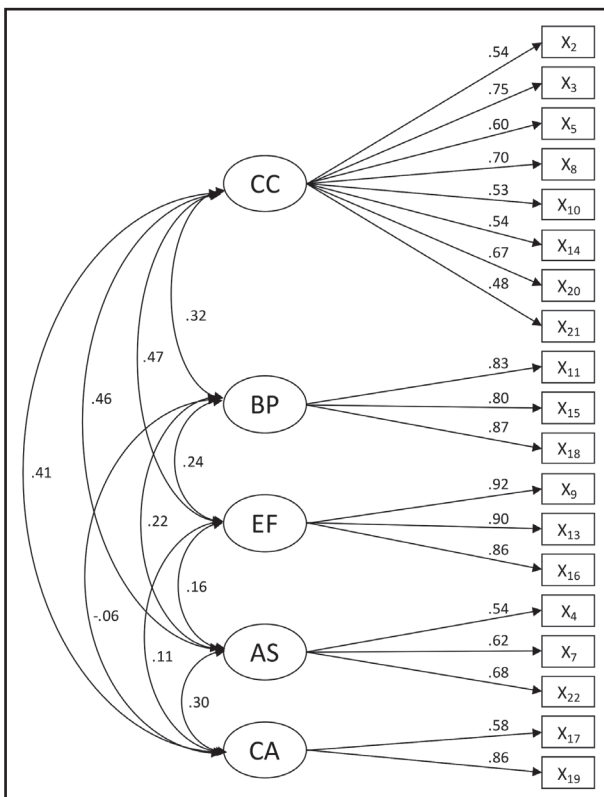 .54 X₂
.75 X₃
.60 X₅
.70 X₈
CC
.53 X₁₀
.54 X₁₄
.67 X₂₀
.48 X₂₁
.32
.47
.46
.41
.83 X₁₁
BP
.80 X₁₅
.87 X₁₈
.24
.22
.92 X₉
EF
.90 X₁₃
.86 X₁₆
.16
-.06
.11
.54 X₄
AS
.62 X₇
.68 X₂₂
.30
.58 X₁₇
CA
.86 X₁₉